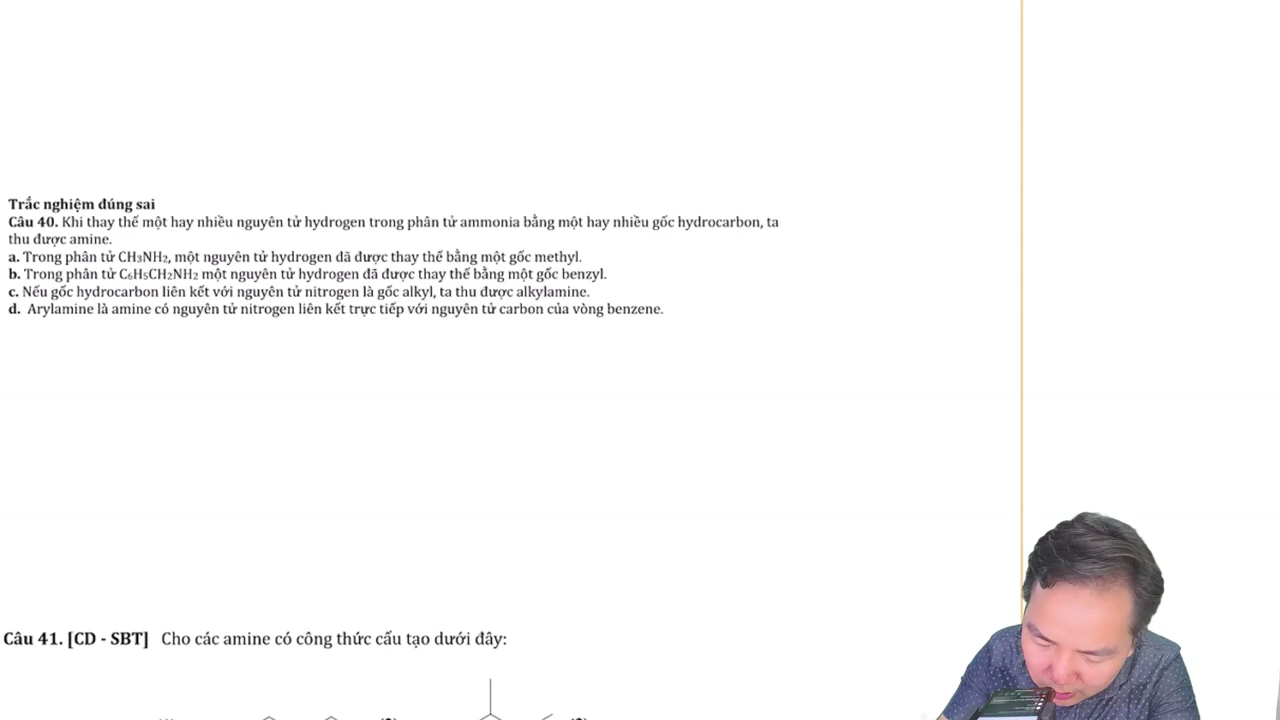 Trắc nghiệm đúng sai
Câu 40. Khi thay thế một hay nhiều nguyên tử hydrogen trong phân tử ammonia bằng một hay nhiều gốc hydrocarbon, ta
thu được amine.
a. Trong phân tử CH₃NH₂, một nguyên tử hydrogen đã được thay thế bằng một gốc methyl.
b. Trong phân tử C₆H₅CH₂NH₂ một nguyên tử hydrogen đã được thay thế bằng một gốc benzyl.
c. Nếu gốc hydrocarbon liên kết với nguyên tử nitrogen là gốc alkyl, ta thu được alkylamine.
d. Arylamine là amine có nguyên tử nitrogen liên kết trực tiếp với nguyên tử carbon của vòng benzene.
Câu 41. [CD - SBT] Cho các amine có công thức cấu tạo dưới đây: